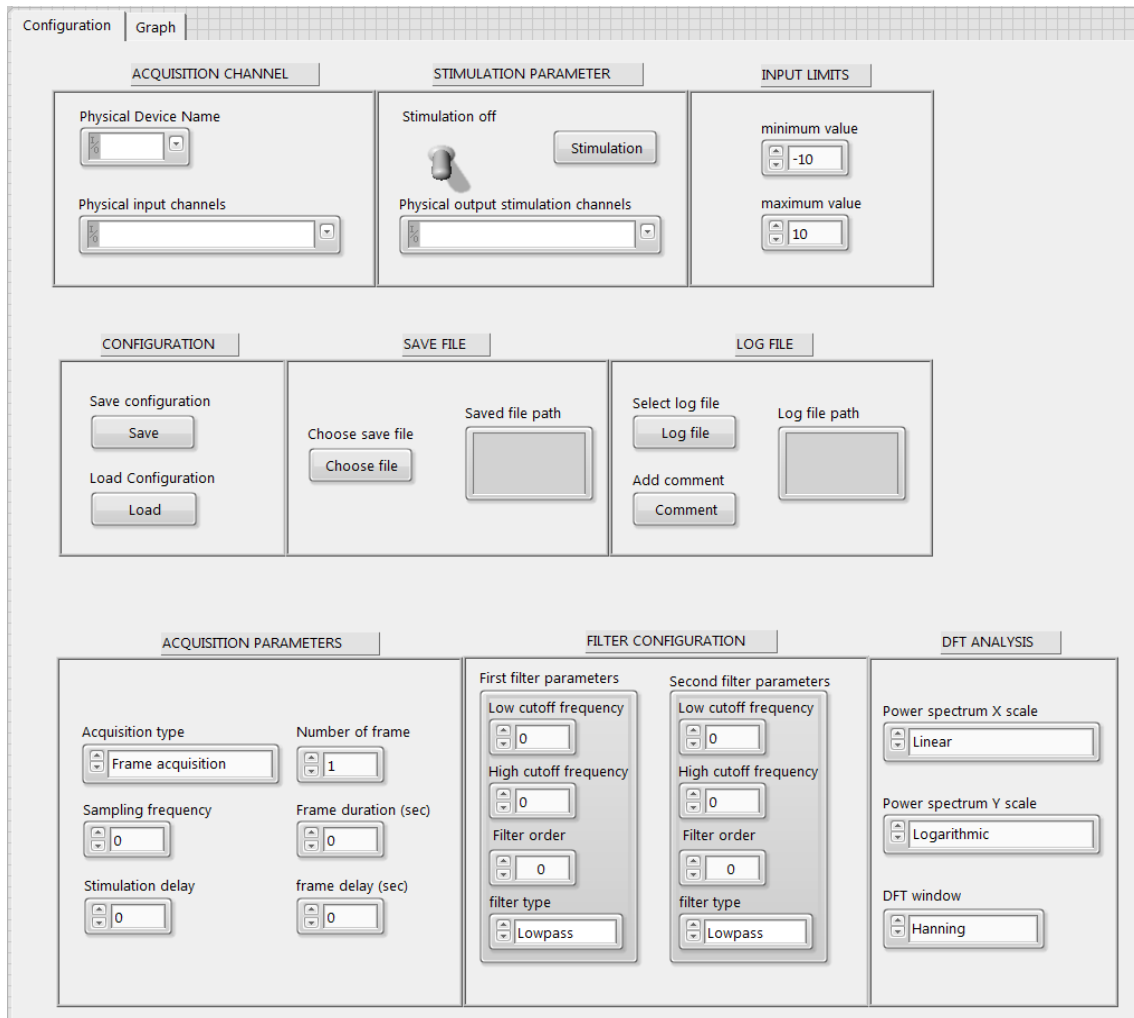 Configuration
Graph
ACQUISITION CHANNEL
STIMULATION PARAMETER
INPUT LIMITS
Physical Device Name
Physical input channels
Stimulation off
Stimulation
Physical output stimulation channels
minimum value
-10
maximum value
10
CONFIGURATION
SAVE FILE
LOG FILE
Save configuration
Save
Load Configuration
Load
Choose save file
Choose file
Saved file path
Select log file
Log file
Add comment
Comment
Log file path
ACQUISITION PARAMETERS
FILTER CONFIGURATION
DFT ANALYSIS
Acquisition type
Frame acquisition
Number of frame
1
Sampling frequency
0
Frame duration (sec)
0
Stimulation delay
0
frame delay (sec)
0
First filter parameters
Low cutoff frequency
0
High cutoff frequency
0
Filter order
0
filter type
Lowpass
Second filter parameters
Low cutoff frequency
0
High cutoff frequency
0
Filter order
0
filter type
Lowpass
Power spectrum X scale
Linear
Power spectrum Y scale
Logarithmic
DFT window
Hanning